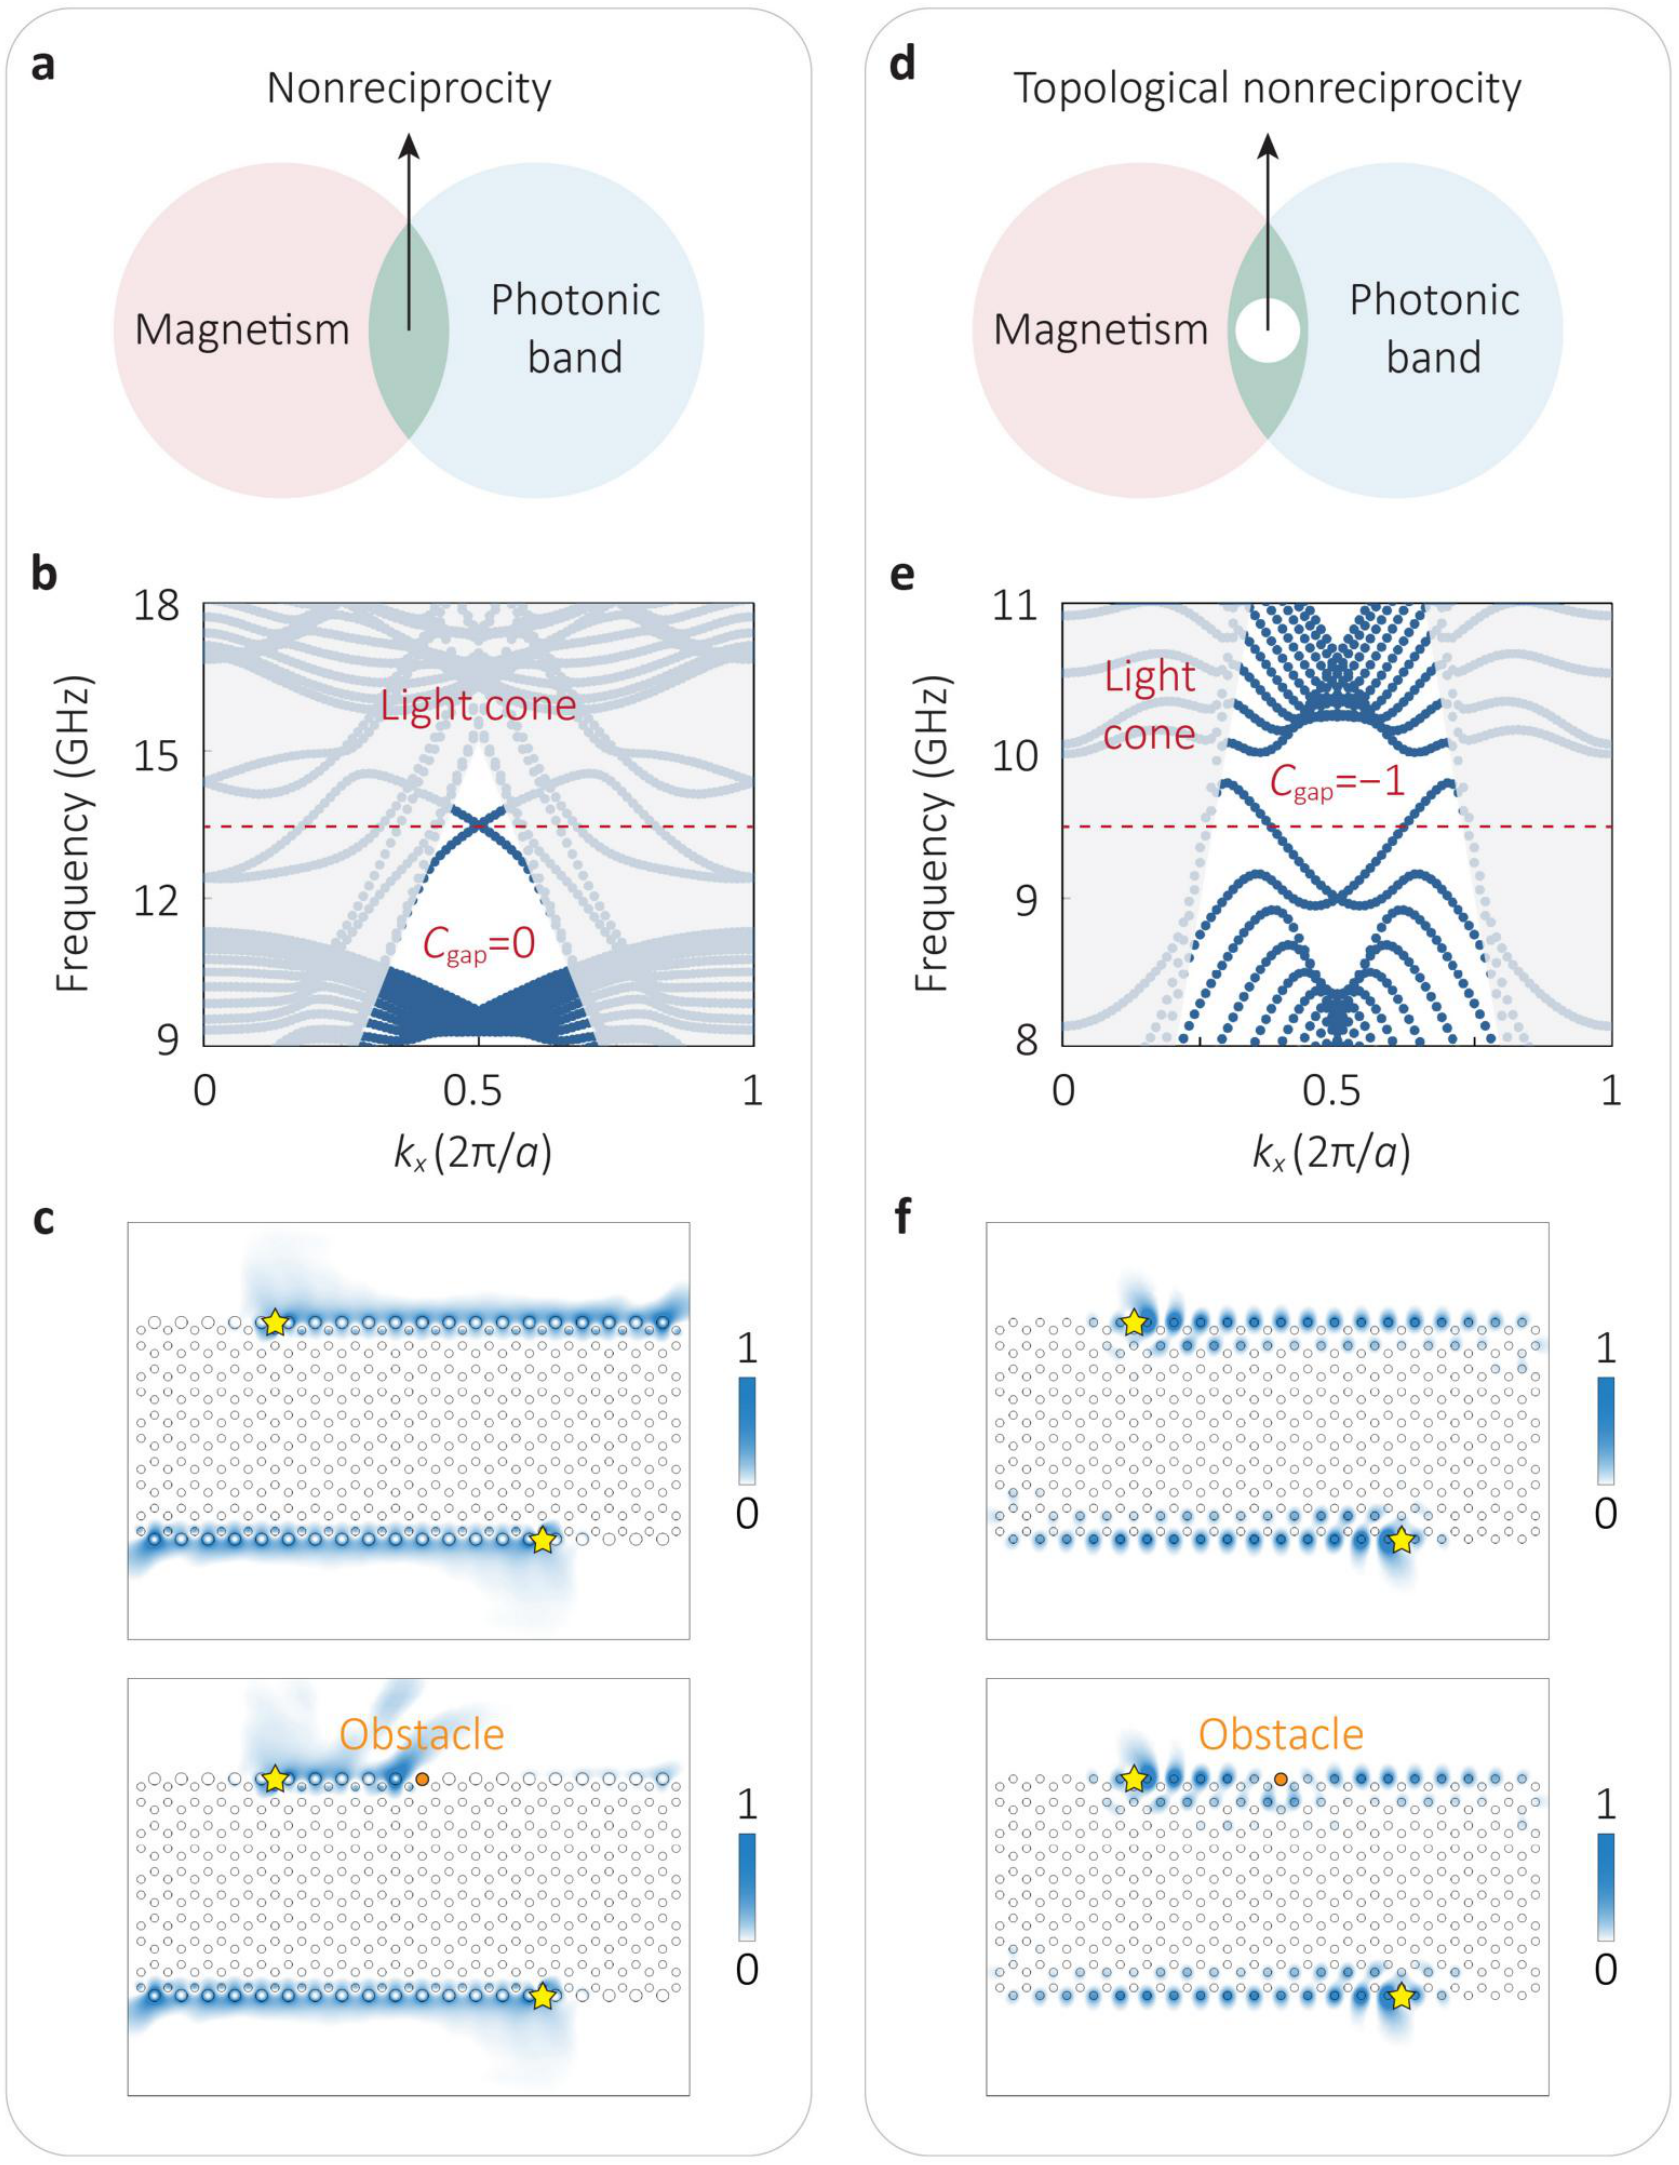 a
Nonreciprocity
Magnetism
Photonic
band
b
18
15
12
9
Frequency (GHz)
Light cone
Cgap=0
0
0.5
1
kx (2π/a)
c
1
0
Obstacle
1
0
d
Topological nonreciprocity
Magnetism
Photonic
band
e
11
10
9
8
Frequency (GHz)
Light
cone
Cgap=−1
0
0.5
1
kx (2π/a)
f
1
0
Obstacle
1
0